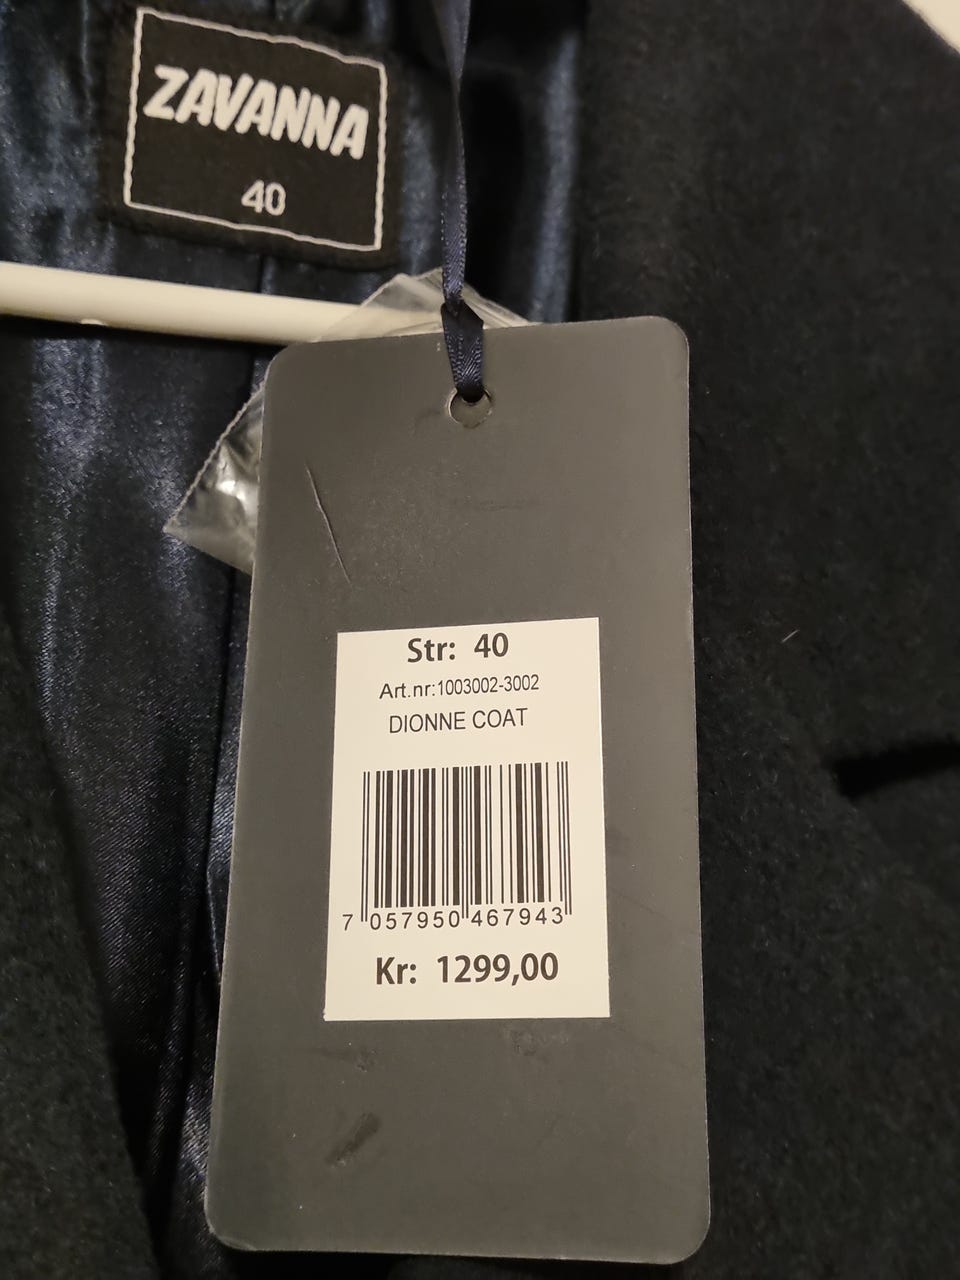 ZAVANNA
40
Str: 40
Art.nr:1003002-3002
DIONNE COAT
7 057950 467943
Kr: 1299,00